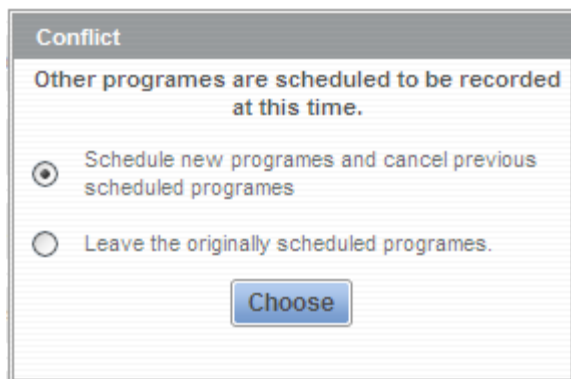 Conflict
Other programes are scheduled to be recorded
at this time.
Schedule new programes and cancel previous
scheduled programes
Leave the originally scheduled programes.
Choose